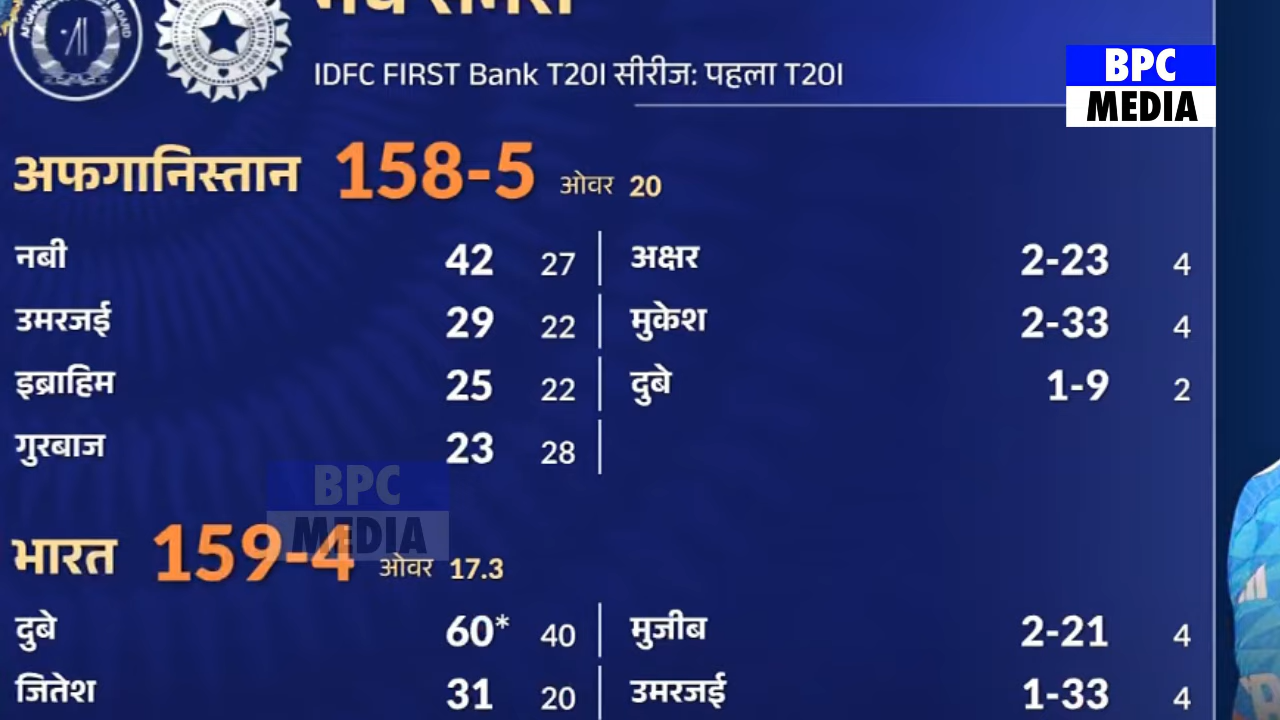 IDFC FIRST Bank T20I सीरीज: पहला T20I
BPC
MEDIA
अफगानिस्तान 158-5 ओवर 20
नबी 42 27 अक्षर 2-23 4
उमरजई 29 22 मुकेश 2-33 4
इब्राहिम 25 22 दुबे 1-9 2
गुरबाज 23 28
BPC
MEDIA
भारत 159-4 ओवर 17.3
दुबे 60* 40 मुजीब 2-21 4
जितेश 31 20 उमरजई 1-33 4